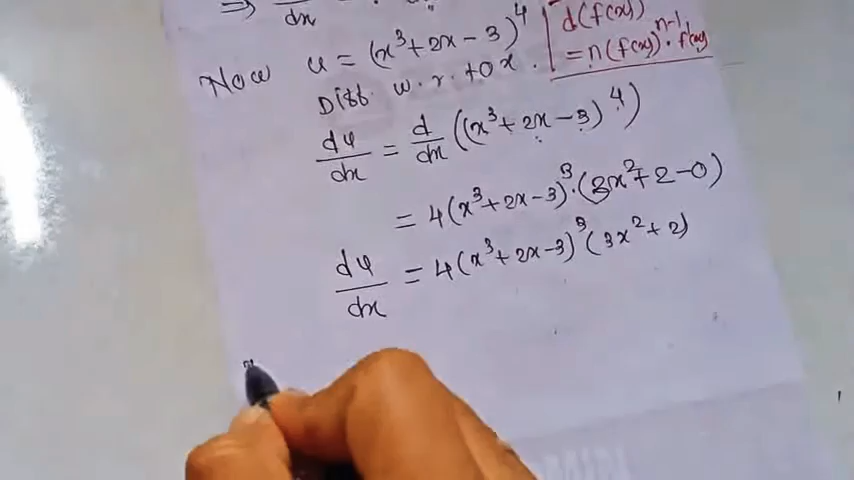 ⇒ dx
Now u = (x³+2x-3)⁴
d(f(x))
= n(f(x))ⁿ⁻¹·f'(x)
Diff. w.r.to x.
du/dx = d/dx ((x³+2x-3)⁴)
= 4(x³+2x-3)³·(3x²+2-0)
du/dx = 4(x³+2x-3)³(3x²+2)